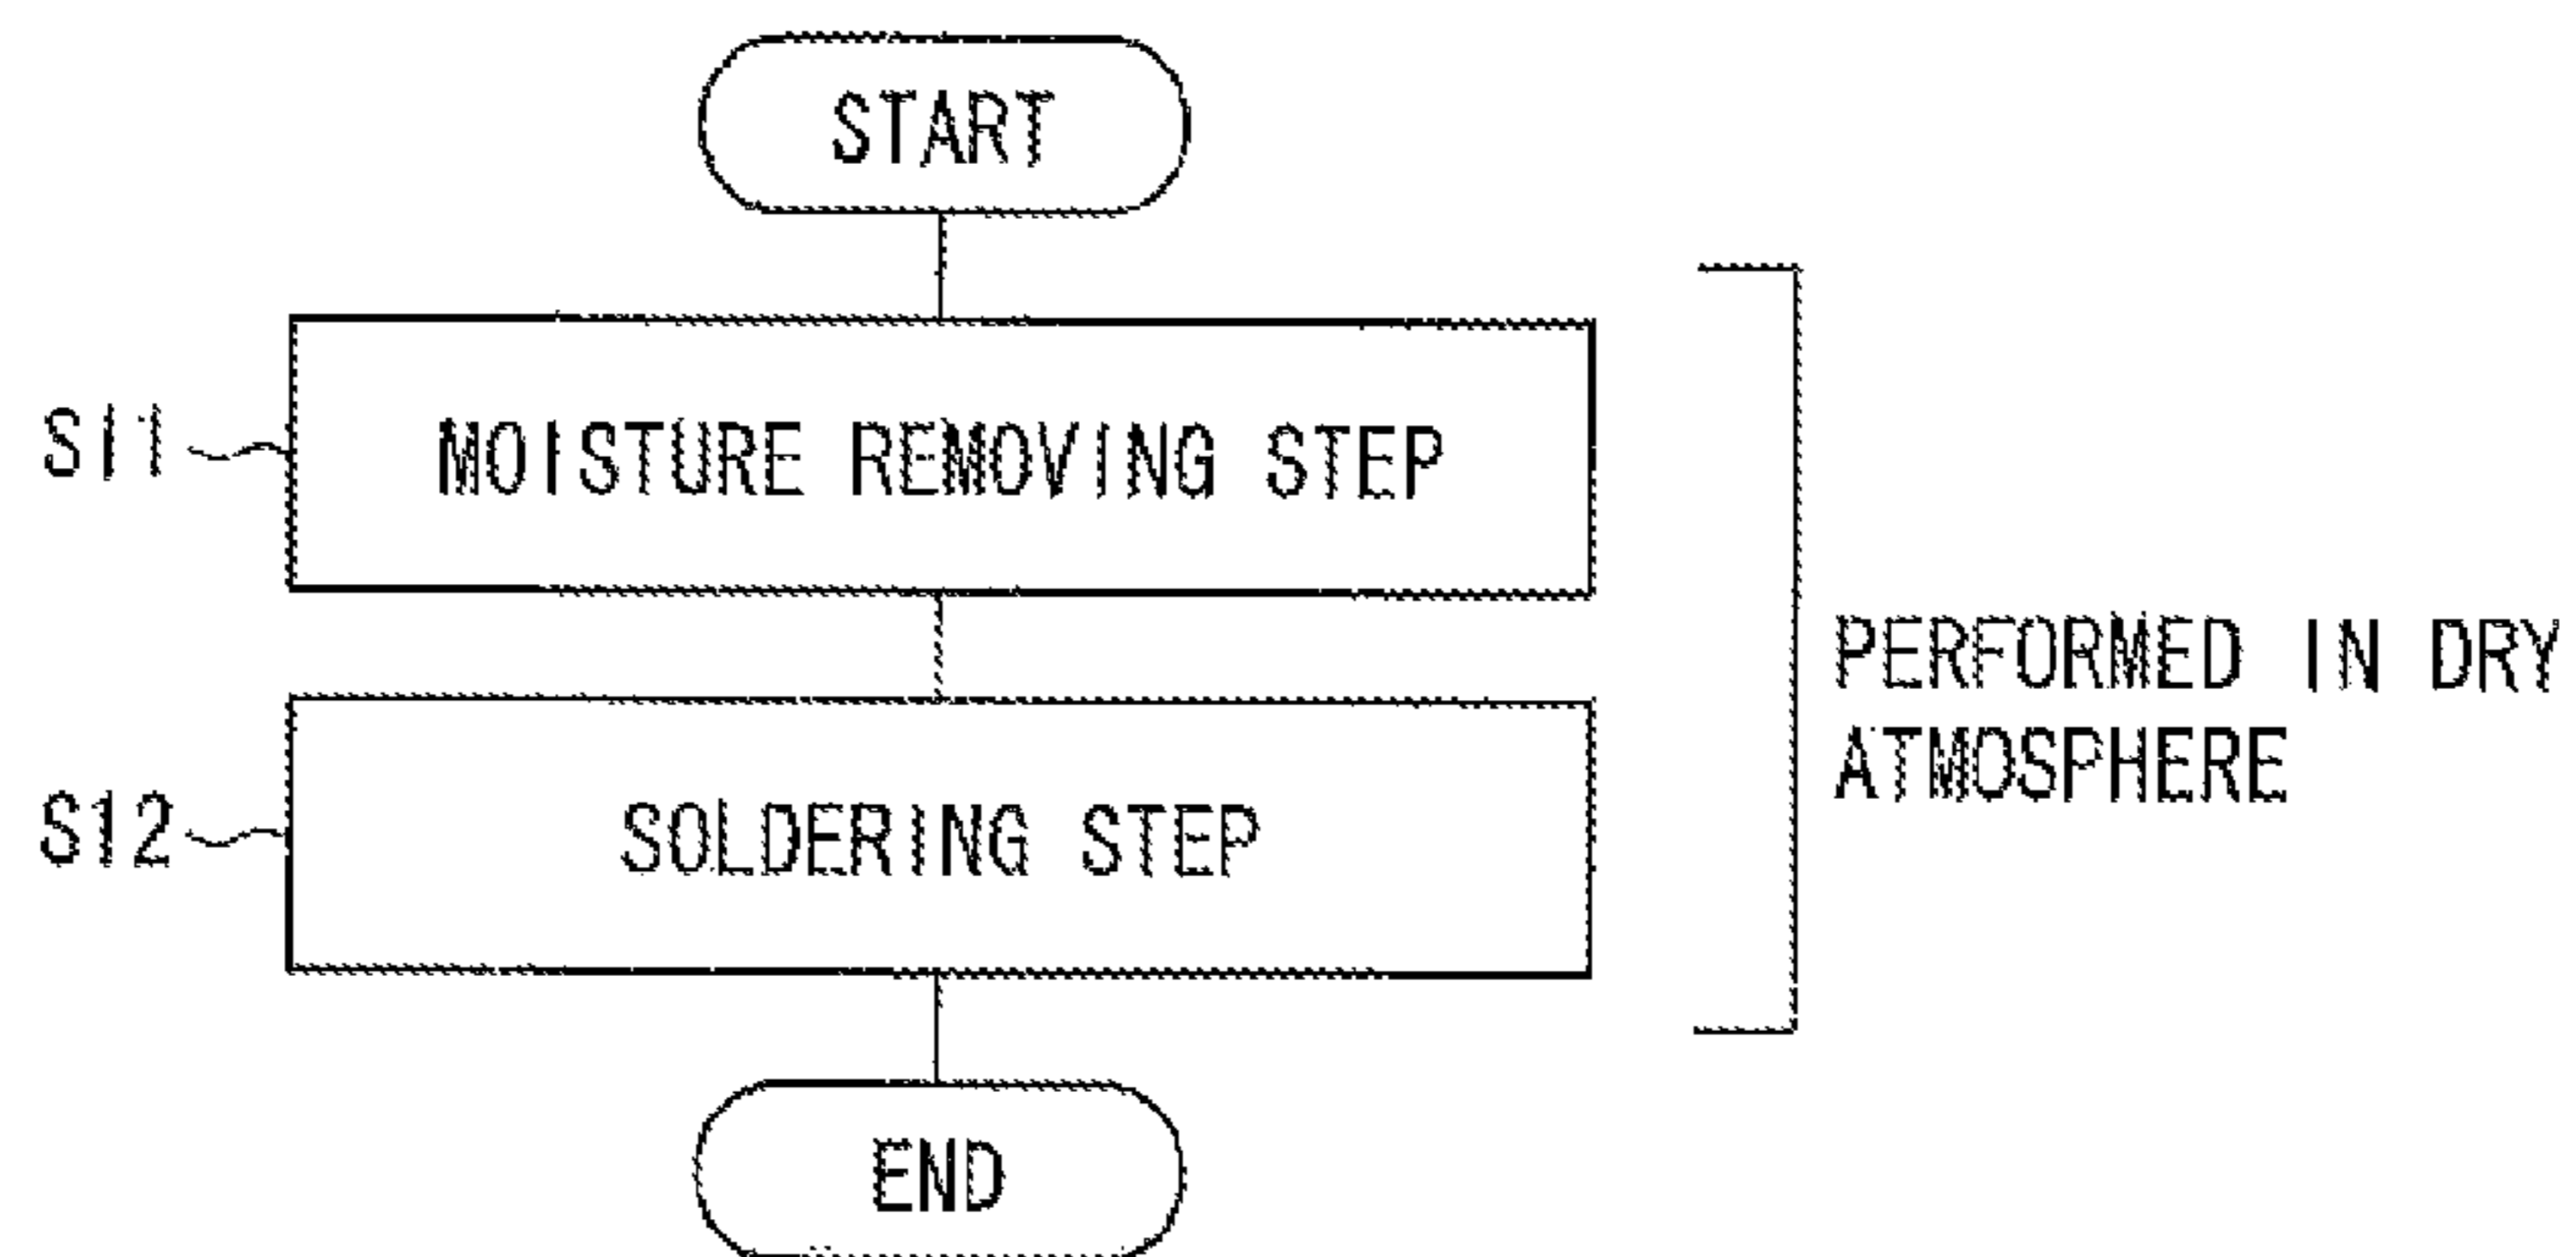 START
S11
MOISTURE REMOVING STEP
PERFORMED IN DRY
ATMOSPHERE
S12
SOLDERING STEP
END